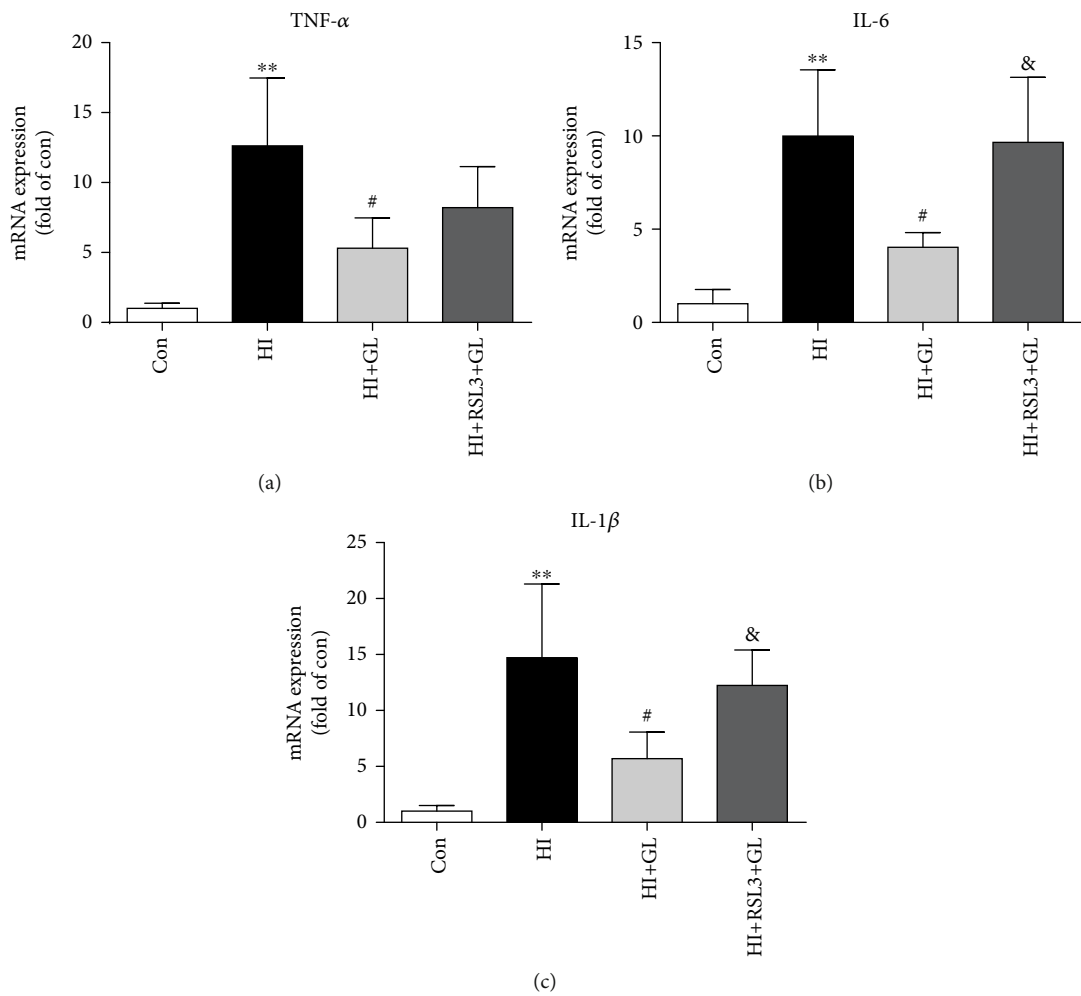 TNF-α
mRNA expression
(fold of con)
20
15
10
5
0
**
#
Con
HI
HI+GL
HI+RSL3+GL
(a)
IL-6
mRNA expression
(fold of con)
15
10
5
0
**
#
&
Con
HI
HI+GL
HI+RSL3+GL
(b)
IL-1β
mRNA expression
(fold of con)
25
20
15
10
5
0
**
#
&
Con
HI
HI+GL
HI+RSL3+GL
(c)